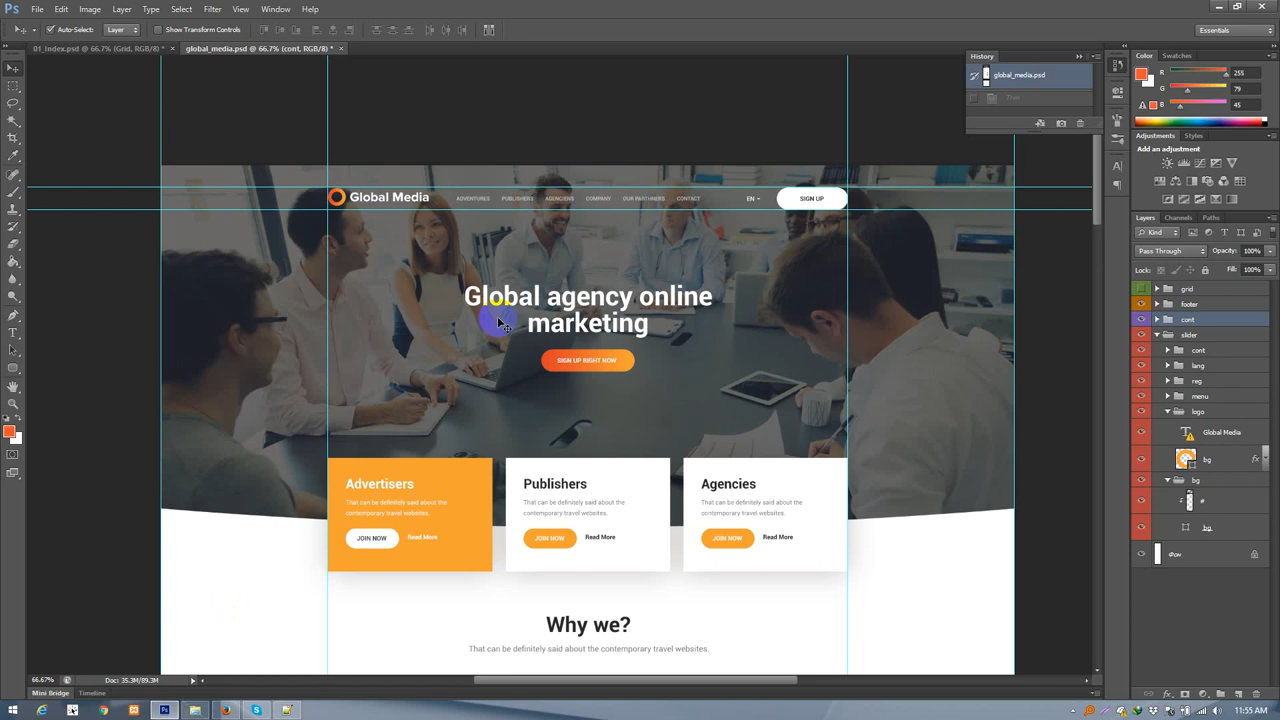 Ps File Edit Image Layer Type Select Filter View Window Help
Auto-Select: Layer Show Transform Controls Essentials
01_Index.psd @ 66.7% (Grid, RGB/8) * × global_media.psd @ 66.7% (cont, RGB/8) * ×
History
global_media.psd
Color Swatches
R 255
G 79
B 45
Adjustments Styles
Add an adjustment
Layers Channels Paths
Kind
Pass Through Opacity: 100%
Lock: Fill: 100%
grid
footer
cont
slider
cont
lang
reg
menu
logo
Global Media
bg fx
bg
#
bg
Фон
Global Media ADVERTURES PUBLISHERS AGENCIERS COMPANY OUR PARTHNERS CONTACT EN SIGN UP
Global agency online
marketing
SIGN UP RIGHT NOW
Advertisers
That can be definitely said about the
contemporary travel websites.
JOIN NOW Read More
Publishers
That can be definitely said about the
contemporary travel websites.
JOIN NOW Read More
Agencies
That can be definitely said about the
contemporary travel websites.
JOIN NOW Read More
Why we?
That can be definitely said about the contemporary travel websites.
66.67% Doc: 35.3M/89.3M
Mini Bridge Timeline
11:55 AM